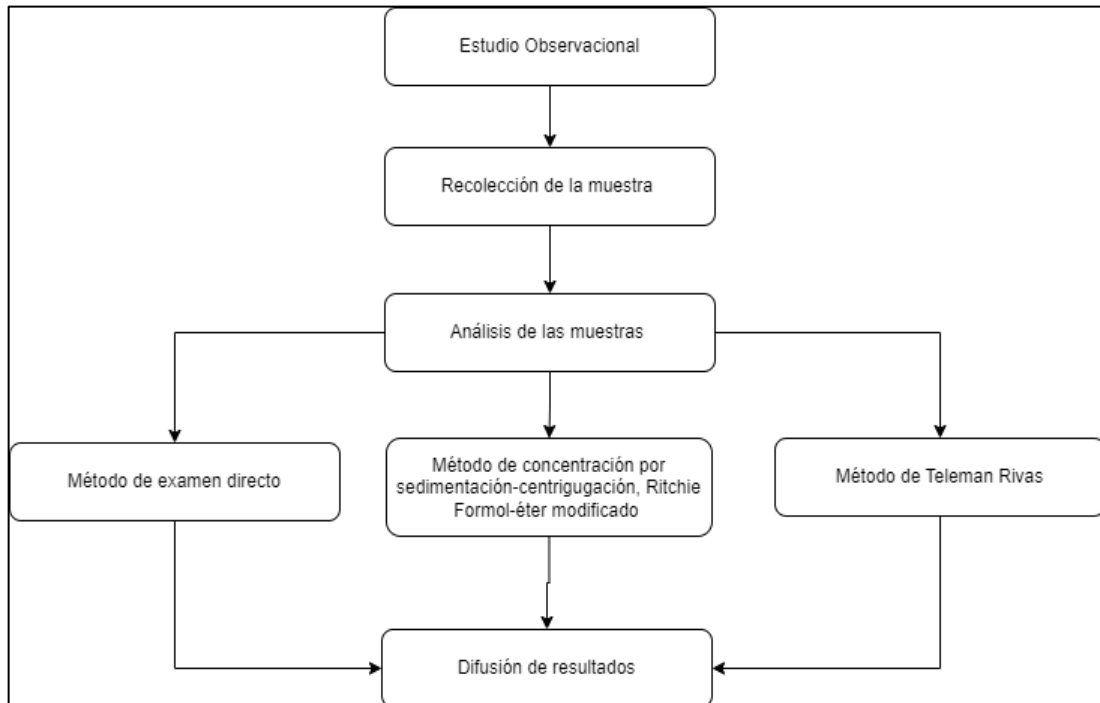 Estudio Observacional
Recolección de la muestra
Análisis de las muestras
Método de examen directo
Método de concentración por
sedimentación-centrigugación, Ritchie
Formol-éter modificado
Método de Teleman Rivas
Difusión de resultados